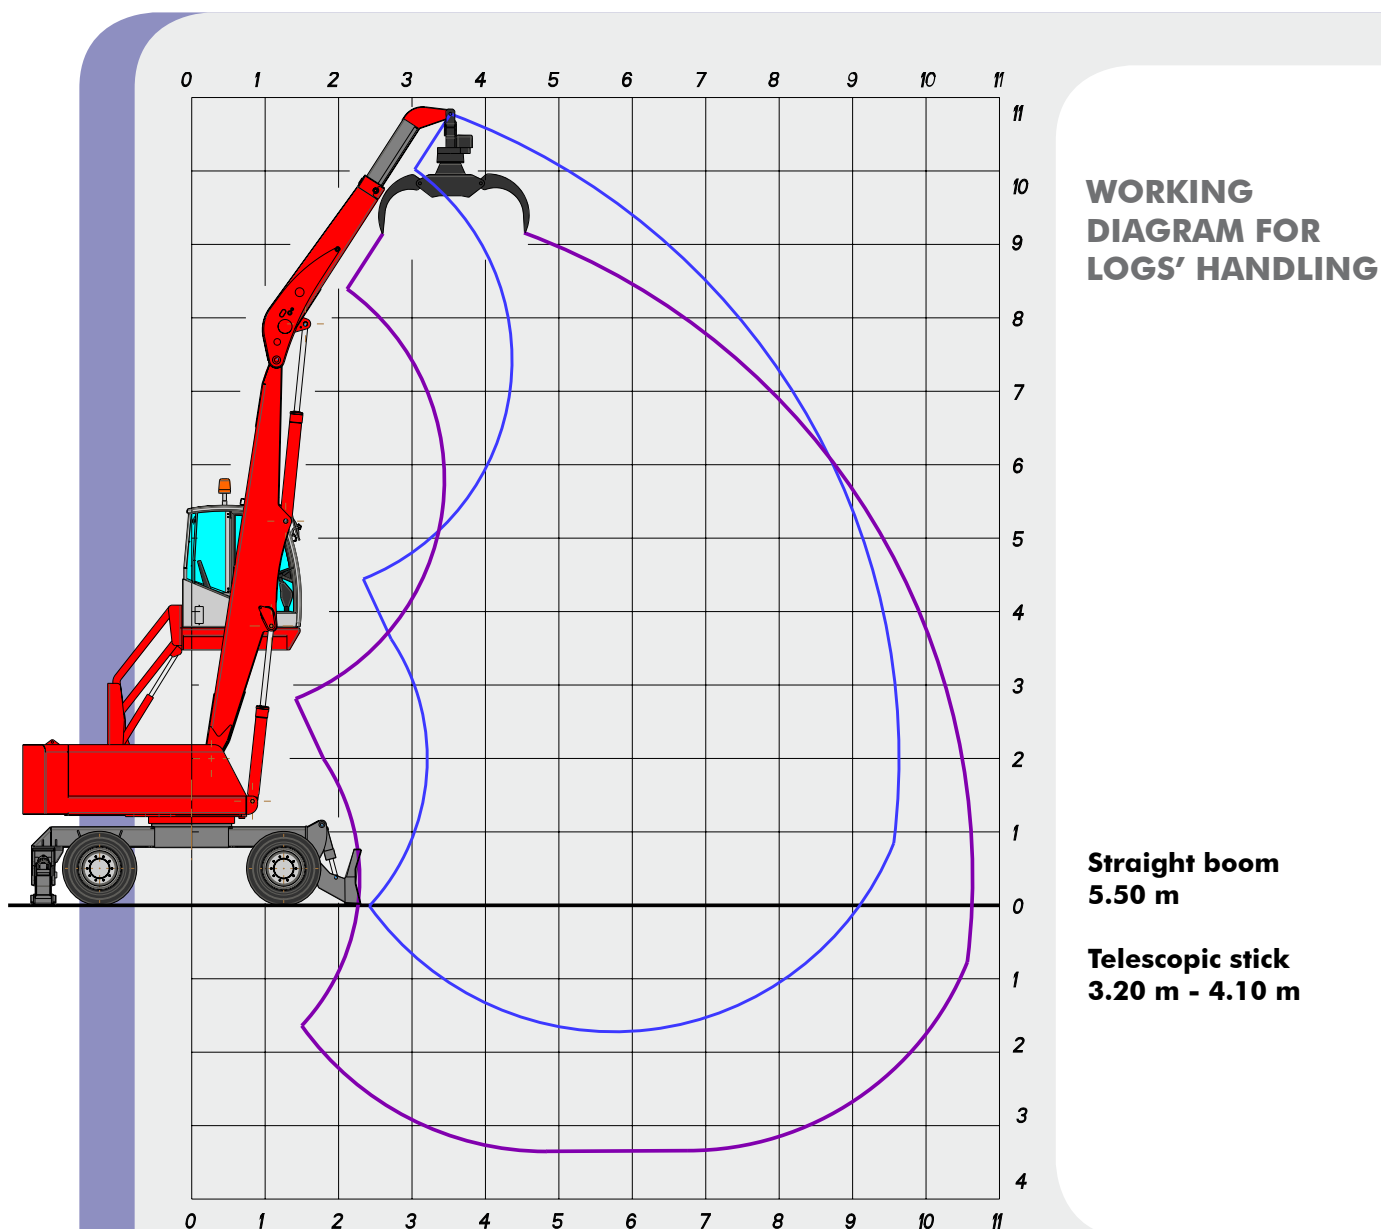 0 1 2 3 4 5 6 7 8 9 10 11
11
10
9
8
7
6
5
4
3
2
1
0
1
2
3
4
0 1 2 3 4 5 6 7 8 9 10 11
WORKING
DIAGRAM FOR
LOGS’ HANDLING
Straight boom
5.50 m
Telescopic stick
3.20 m - 4.10 m